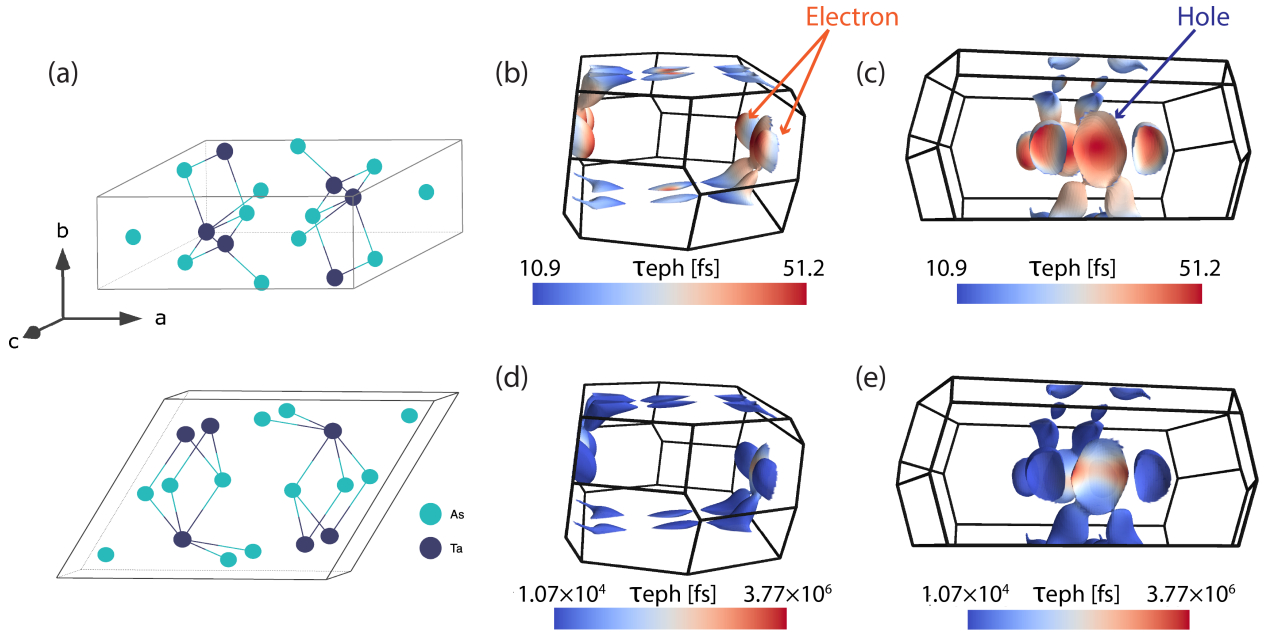 Electron
Hole
(a)
(b)
(c)
b
a
c
10.9 τeph [fs] 51.2
10.9 τeph [fs] 51.2
(d)
(e)
As
Ta
1.07×10⁴ τeph [fs] 3.77×10⁶
1.07×10⁴ τeph [fs] 3.77×10⁶